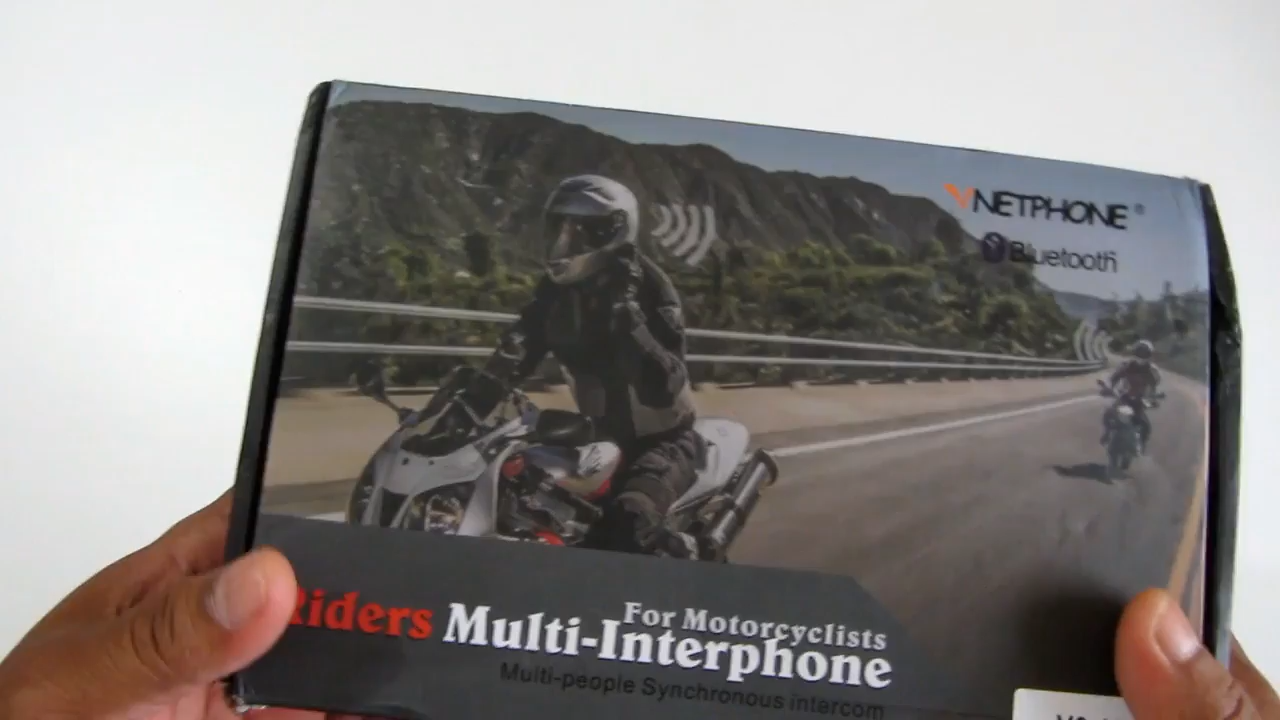 VNETPHONE®
Bluetooth
For Motorcyclists
Riders Multi-Interphone
Multi-people Synchronous intercom